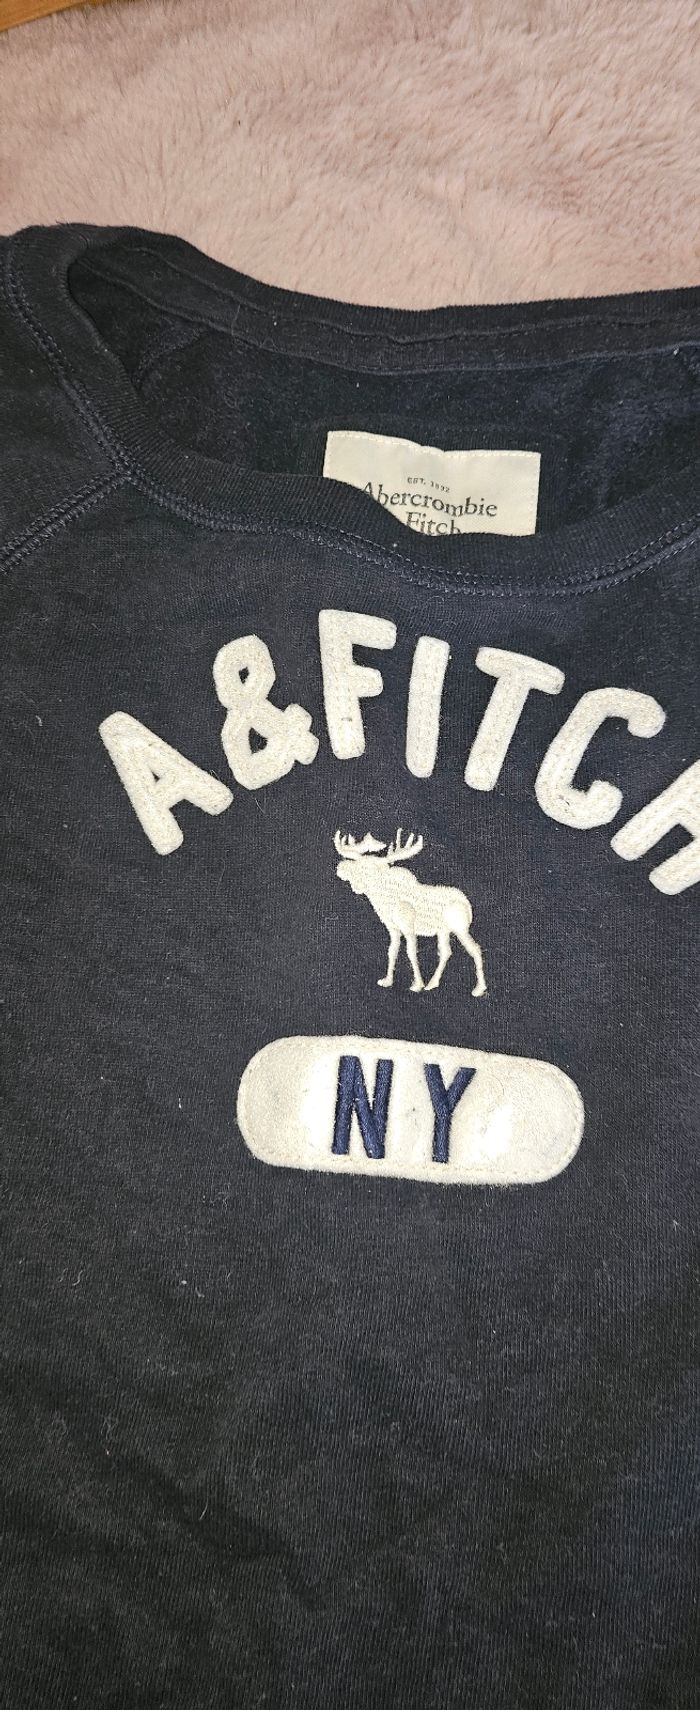 EST. 1892
Abercrombie
Fitch
A&FITCH
NY